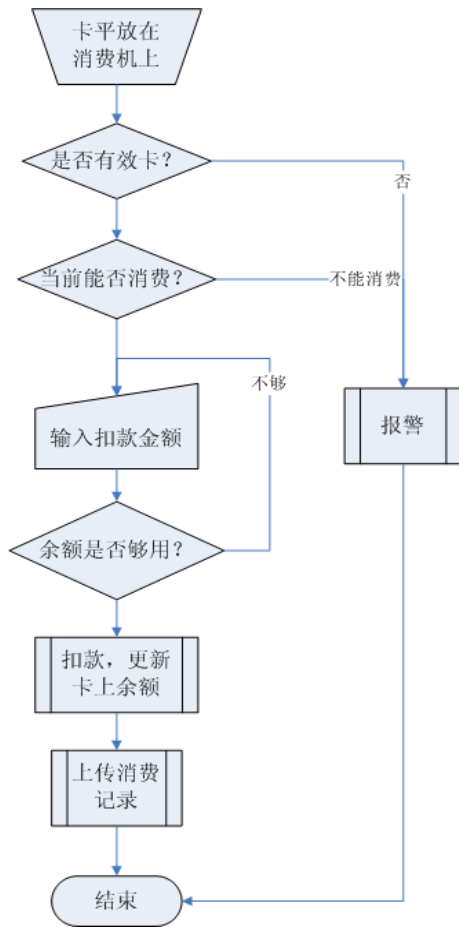 卡平放在
消费机上
是否有效卡？
否
当前能否消费？
不能消费
不够
输入扣款金额
报警
余额是否够用？
扣款，更新
卡上余额
上传消费
记录
结束